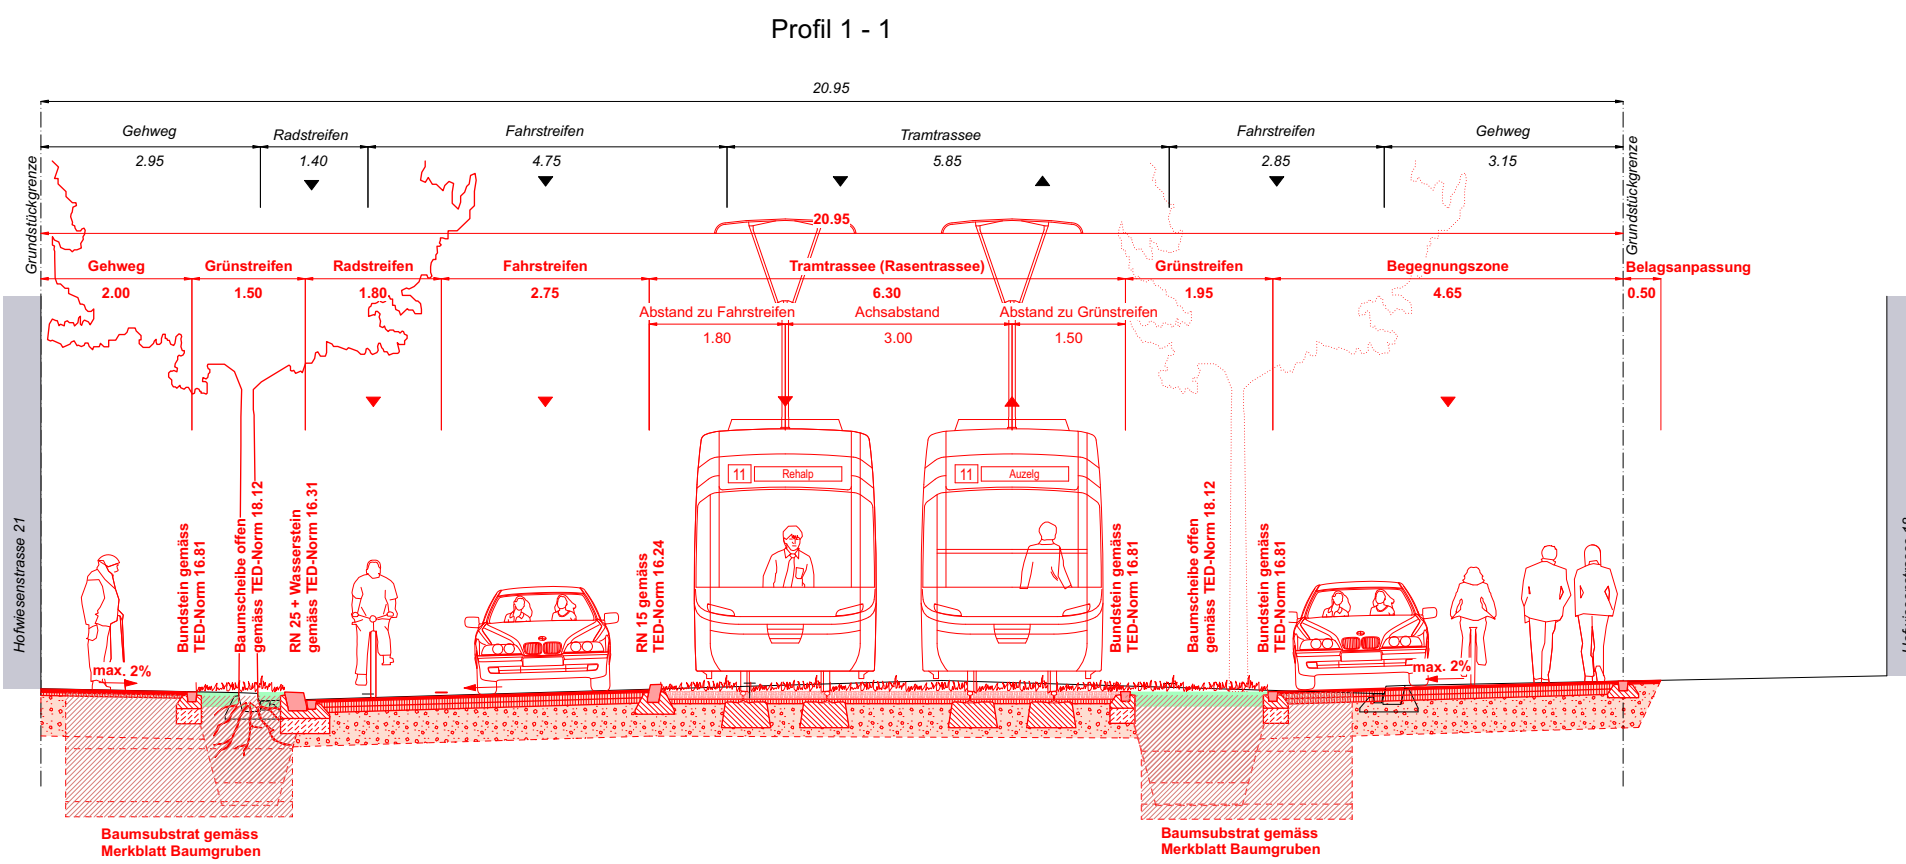 Profil 1 - 1
20.95
Gehweg
Radstreifen
Fahrstreifen
Tramtrassee
Fahrstreifen
Gehweg
2.95
1.40
4.75
5.85
2.85
3.15
Grundstückgrenze
Grundstückgrenze
20.95
Gehweg
Grünstreifen
Radstreifen
Fahrstreifen
Tramtrassee (Rasentrassee)
Grünstreifen
Begegnungszone
Belagsanpassung
2.00
1.50
1.80
2.75
6.30
1.95
4.65
0.50
Abstand zu Fahrstreifen
Achsabstand
Abstand zu Grünstreifen
1.80
3.00
1.50
11
Rehalp
11
Auzelg
Hofwiesenstrasse 21
Bundstein gemäss
TED-Norm 16.81
Baumscheibe offen
gemäss TED-Norm 18.12
RN 25 + Wasserstein
gemäss TED-Norm 16.31
RN 15 gemäss
TED-Norm 16.24
Bundstein gemäss
TED-Norm 16.81
Baumscheibe offen
gemäss TED-Norm 18.12
Bundstein gemäss
TED-Norm 16.81
max. 2%
max. 2%
Baumsubstrat gemäss
Merkblatt Baumgruben
Baumsubstrat gemäss
Merkblatt Baumgruben